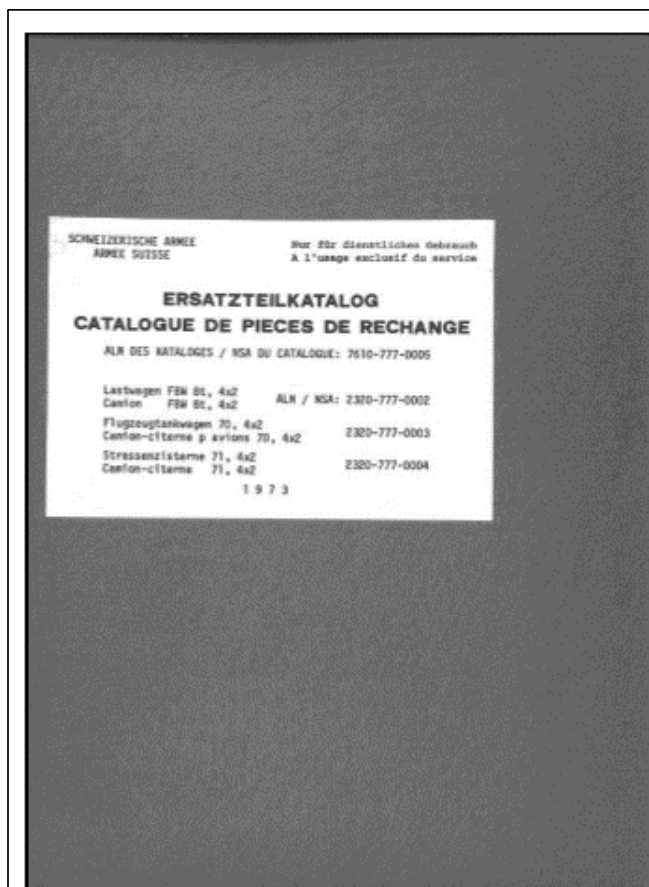 SCHWEIZERISCHE ARMEE
ARMEE SUISSE
Nur für dienstlichen Gebrauch
A l'usage exclusif du service
ERSATZTEILKATALOG
CATALOGUE DE PIECES DE RECHANGE
ALN DES KATALOGES / NSA DU CATALOGUE: 7610-777-0005
Lastwagen FBW 8t, 4x2
Camion FBW 8t, 4x2
ALN / NSA: 2320-777-0002
Flugzeugtankwagen 70, 4x2
Camion-citerne p avions 70, 4x2
2320-777-0003
Strassenzisterne 71, 4x2
Camion-citerne 71, 4x2
2320-777-0004
1973